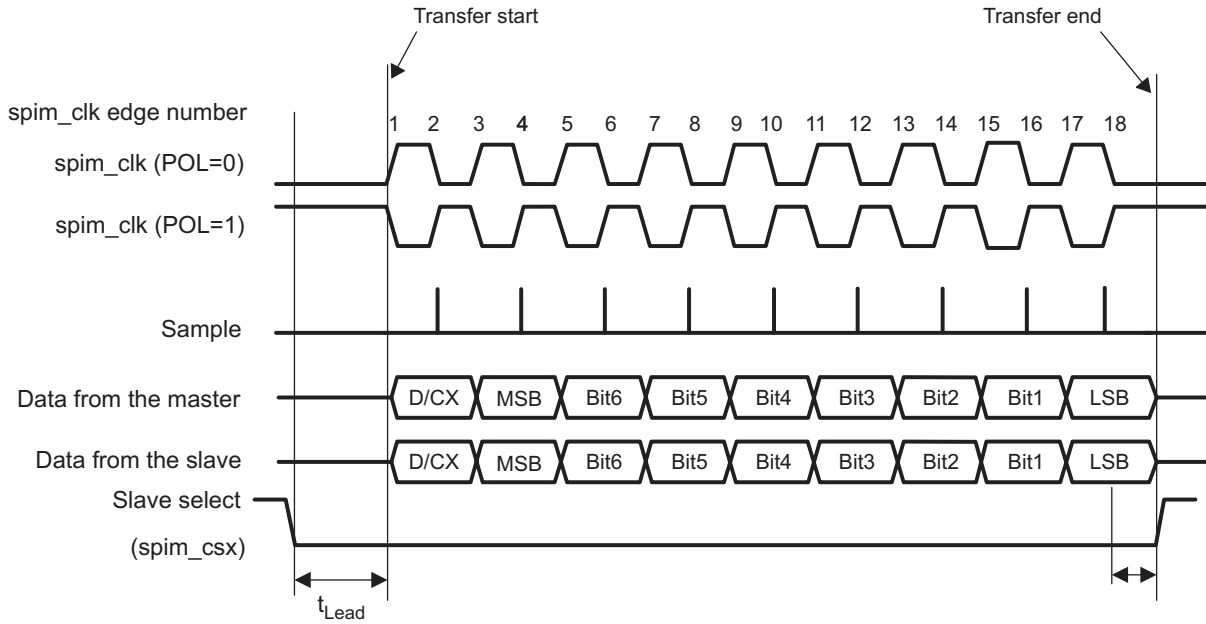 Transfer start
Transfer end
spim_clk edge number
1 2 3 4 5 6 7 8 9 10 11 12 13 14 15 16 17 18
spim_clk (POL=0)
spim_clk (POL=1)
Sample
Data from the master
D/CX MSB Bit6 Bit5 Bit4 Bit3 Bit2 Bit1 LSB
Data from the slave
D/CX MSB Bit6 Bit5 Bit4 Bit3 Bit2 Bit1 LSB
Slave select
(spim_csx)
tLead